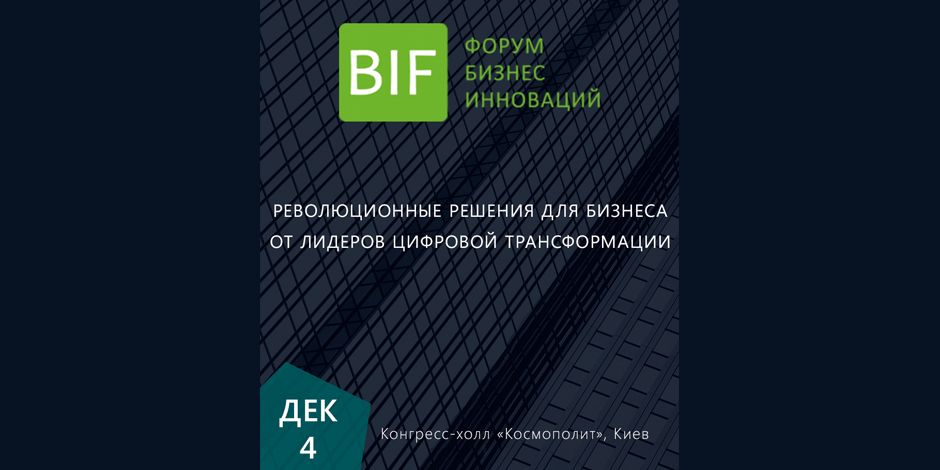 BIF
ФОРУМ
БИЗНЕС
ИННОВАЦИЙ
РЕВОЛЮЦИОННЫЕ РЕШЕНИЯ ДЛЯ БИЗНЕСА
ОТ ЛИДЕРОВ ЦИФРОВОЙ ТРАНСФОРМАЦИИ
ДЕК
4
Конгресс-холл «Космополит», Киев